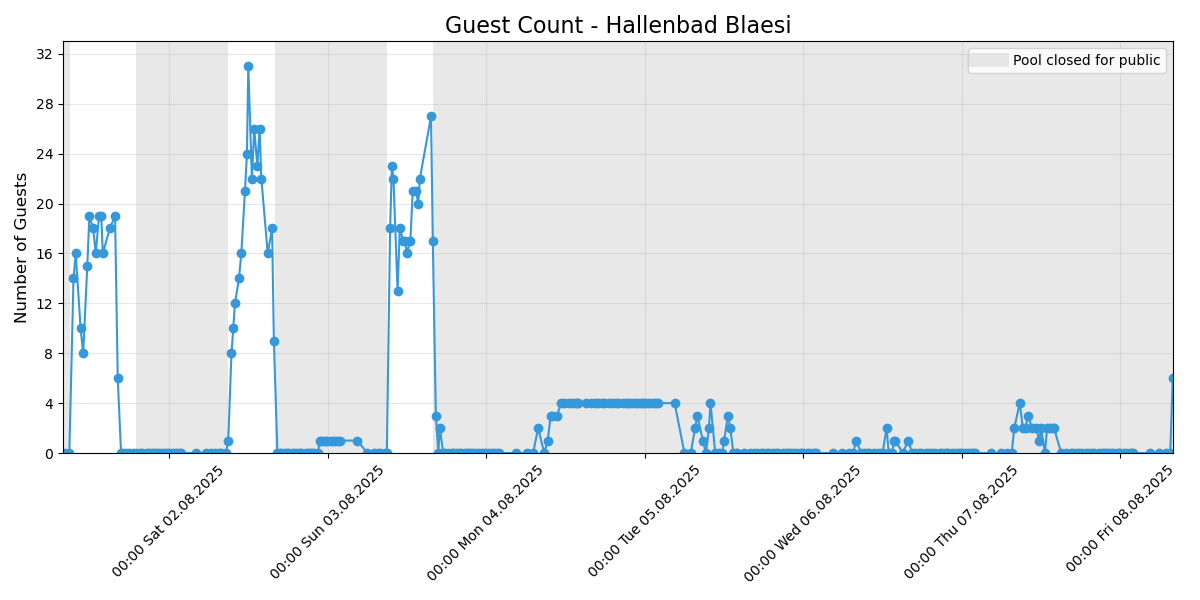 Guest Count - Hallenbad Blaesi
Pool closed for public
Number of Guests
32
28
24
20
16
12
8
4
0
00:00 Sat 02.08.2025
00:00 Sun 03.08.2025
00:00 Mon 04.08.2025
00:00 Tue 05.08.2025
00:00 Wed 06.08.2025
00:00 Thu 07.08.2025
00:00 Fri 08.08.2025